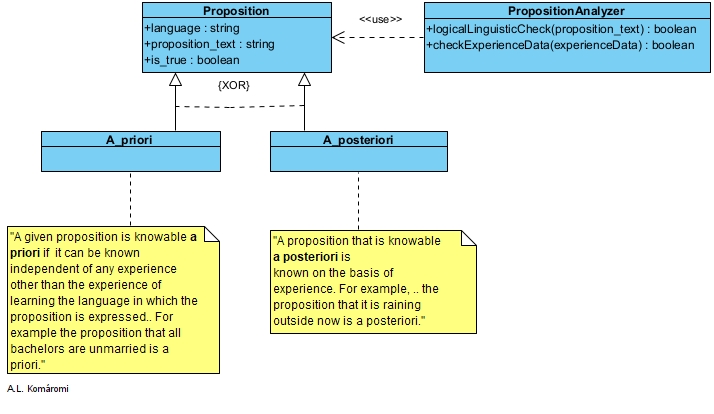 Proposition
+language : string
+proposition_text : string
+is_true : boolean
<<use>>
PropositionAnalyzer
+logicalLinguisticCheck(proposition_text) : boolean
+checkExperienceData(experienceData) : boolean
{XOR}
A_priori
A_posteriori
"A given proposition is knowable a
priori if it can be known
independent of any experience
other than the experience of
learning the language in which the
proposition is expressed.. For
example the proposition that all
bachelors are unmarried is a
priori."
"A proposition that is knowable
a posteriori is
known on the basis of
experience. For example, .. the
proposition that it is raining
outside now is a posteriori."
A.L. Komáromi